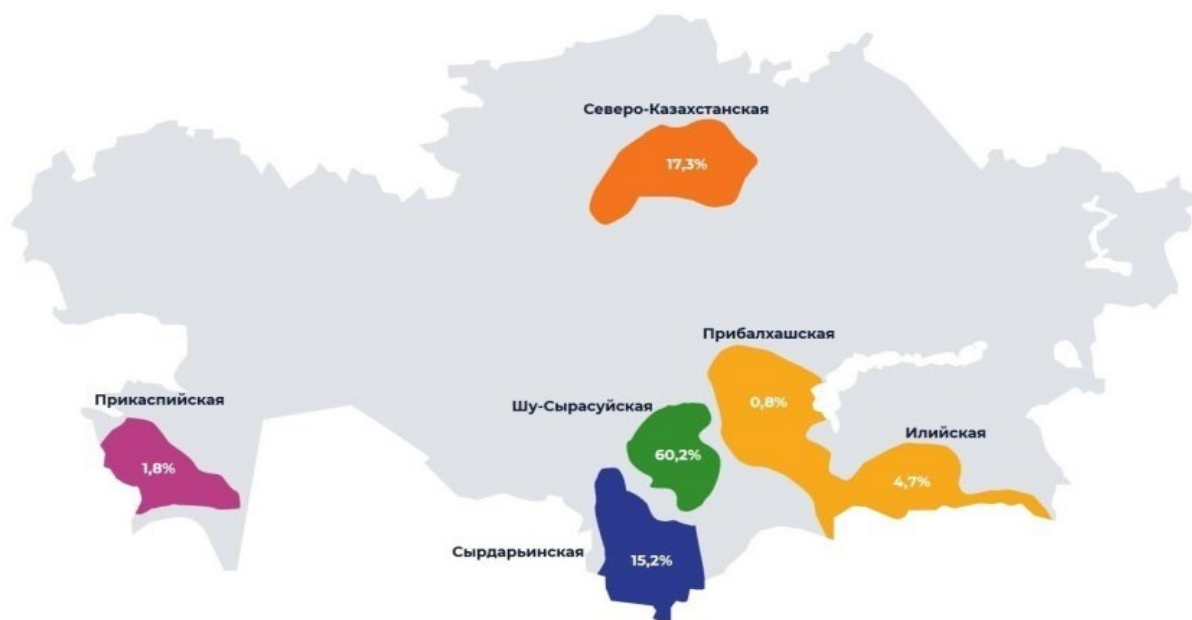 Северо-Казахстанская
17,3%
Прибалхашская
0,8%
Прикаспийская
1,8%
Шу-Сырасуйская
60,2%
Илийская
4,7%
Сырдарьинская
15,2%